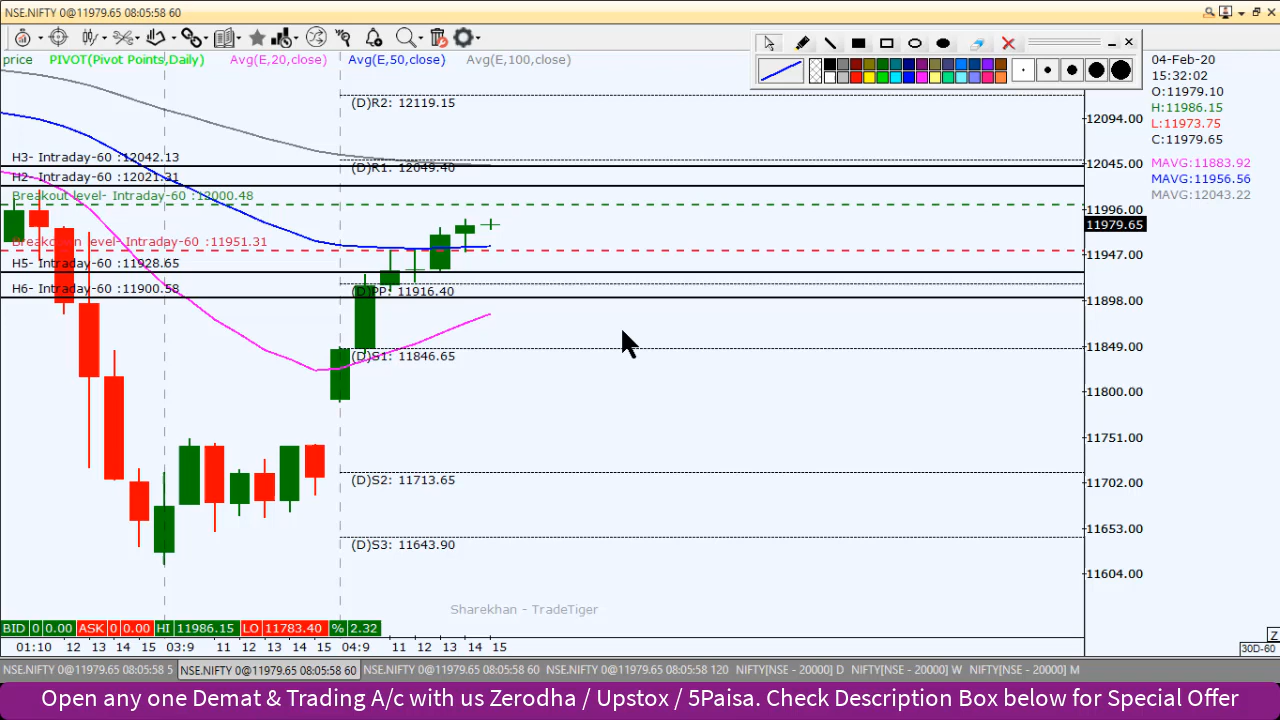 NSE.NIFTY 0@11979.65 08:05:58 60
price PIVOT(Pivot Points,Daily) Avg(E,20,close) Avg(E,50,close) Avg(E,100,close)
04-Feb-20
15:32:02
O:11979.10
H:11986.15
L:11973.75
C:11979.65
MAVG:11883.92
MAVG:11956.56
MAVG:12043.22
(D)R2: 12119.15
H3- Intraday-60 :12042.13
(D)R1: 12049.40
H2- Intraday-60 :12021.31
Breakout level- Intraday-60 :12000.48
Breakdown level- Intraday-60 :11951.31
H5- Intraday-60 :11928.65
H6- Intraday-60 :11900.58
(D)PP: 11916.40
(D)S1: 11846.65
(D)S2: 11713.65
(D)S3: 11643.90
12094.00
12045.00
11996.00
11979.65
11947.00
11898.00
11849.00
11800.00
11751.00
11702.00
11653.00
11604.00
Sharekhan - TradeTiger
BID 0 0.00 ASK 0 0.00 HI 11986.15 LO 11783.40 % 2.32
01:10 12 13 14 15 03:9 11 12 13 14 15 04:9 11 12 13 14 15
Z
30D-60
NSE.NIFTY 0@11979.65 08:05:58 5 NSE.NIFTY 0@11979.65 08:05:58 60 NSE.NIFTY 0@11979.65 08:05:58 60 NSE.NIFTY 0@11979.65 08:05:58 120 NIFTY[NSE - 20000] D NIFTY[NSE - 20000] W NIFTY[NSE - 20000] M
Open any one Demat & Trading A/c with us Zerodha / Upstox / 5Paisa. Check Description Box below for Special Offer